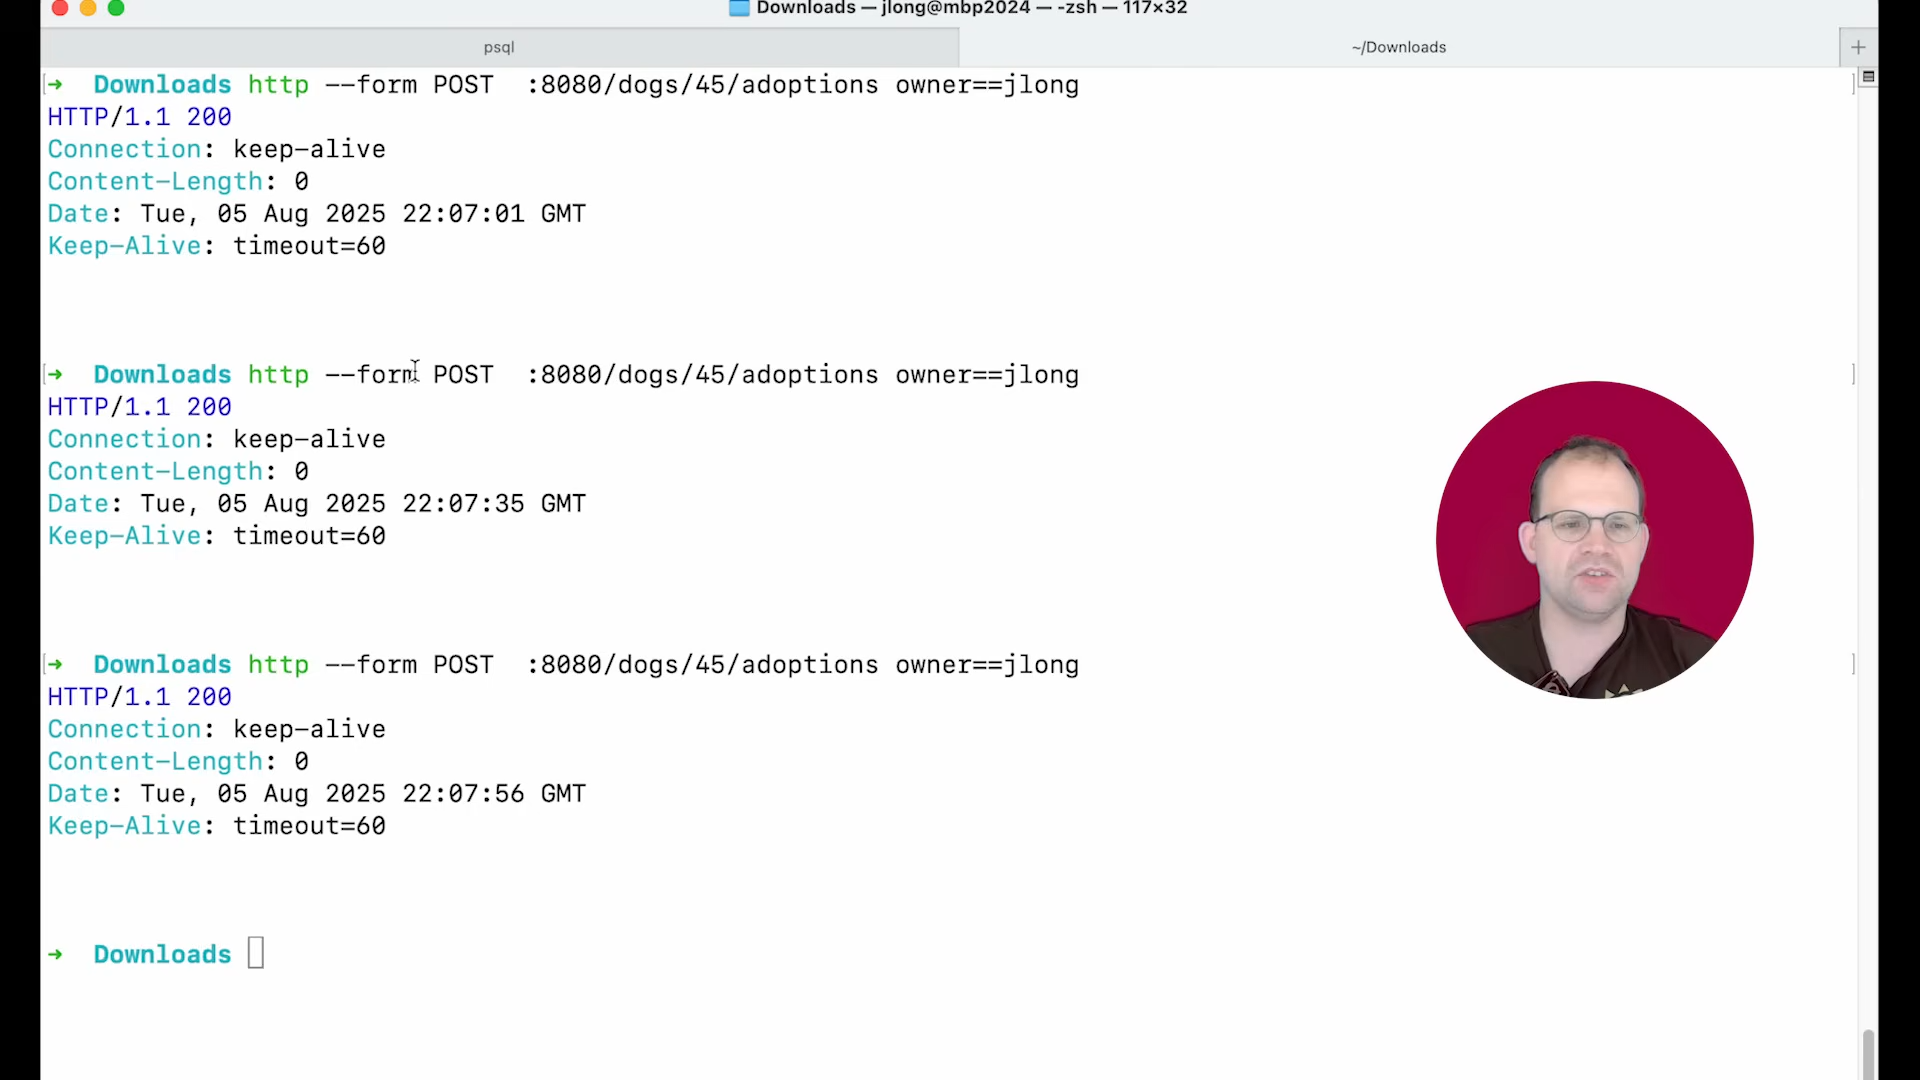 Downloads — jlong@mbp2024 — -zsh — 117×32
psql
~/Downloads
+
➜ Downloads http --form POST :8080/dogs/45/adoptions owner==jlong
HTTP/1.1 200
Connection: keep-alive
Content-Length: 0
Date: Tue, 05 Aug 2025 22:07:01 GMT
Keep-Alive: timeout=60
➜ Downloads http --form POST :8080/dogs/45/adoptions owner==jlong
HTTP/1.1 200
Connection: keep-alive
Content-Length: 0
Date: Tue, 05 Aug 2025 22:07:35 GMT
Keep-Alive: timeout=60
➜ Downloads http --form POST :8080/dogs/45/adoptions owner==jlong
HTTP/1.1 200
Connection: keep-alive
Content-Length: 0
Date: Tue, 05 Aug 2025 22:07:56 GMT
Keep-Alive: timeout=60
➜ Downloads